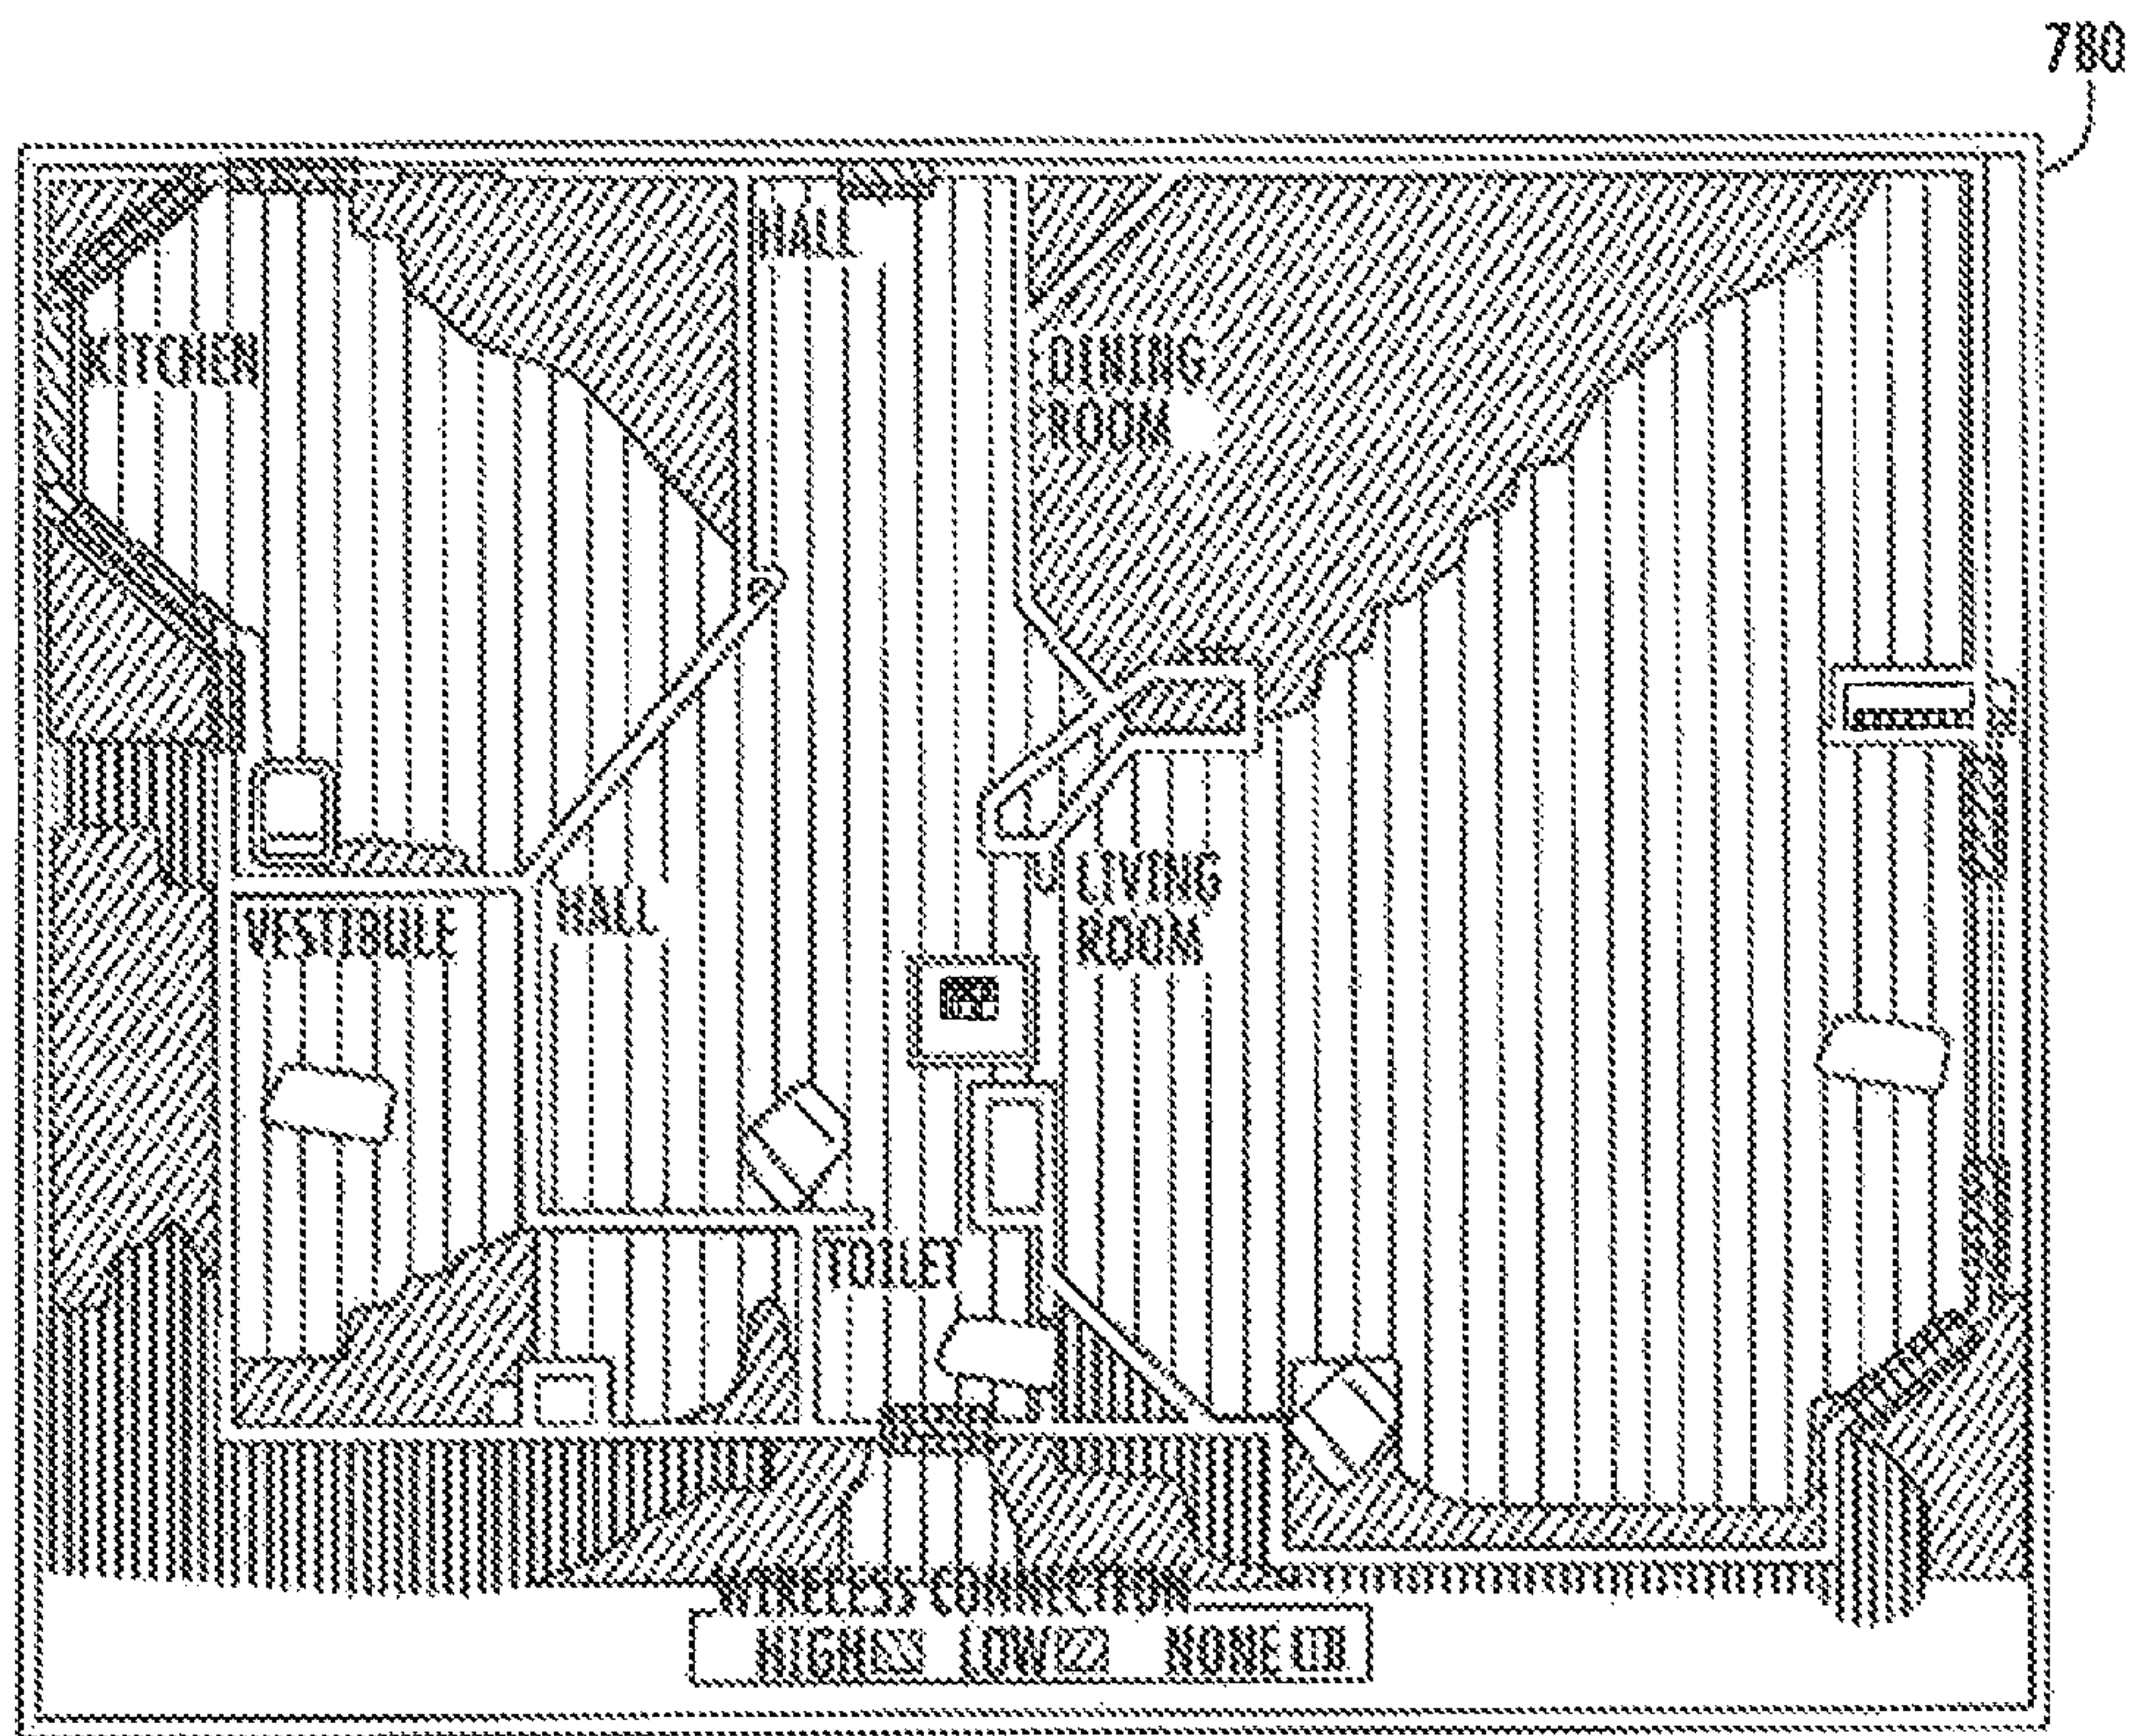 780
HALL
KITCHEN
DINING
ROOM
VESTIBULE
HALL
LIVING
ROOM
TOILET
WIRELESS CONNECTION
HIGH LOW NONE